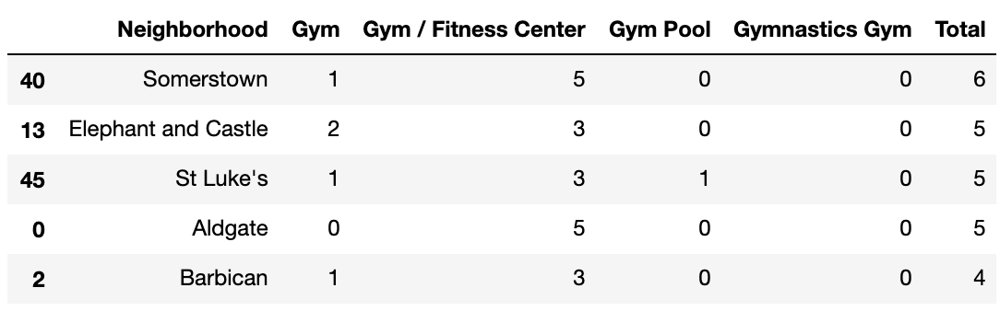 Neighborhood Gym Gym / Fitness Center Gym Pool Gymnastics Gym Total
40 Somerstown 1 5 0 0 6
13 Elephant and Castle 2 3 0 0 5
45 St Luke's 1 3 1 0 5
0 Aldgate 0 5 0 0 5
2 Barbican 1 3 0 0 4